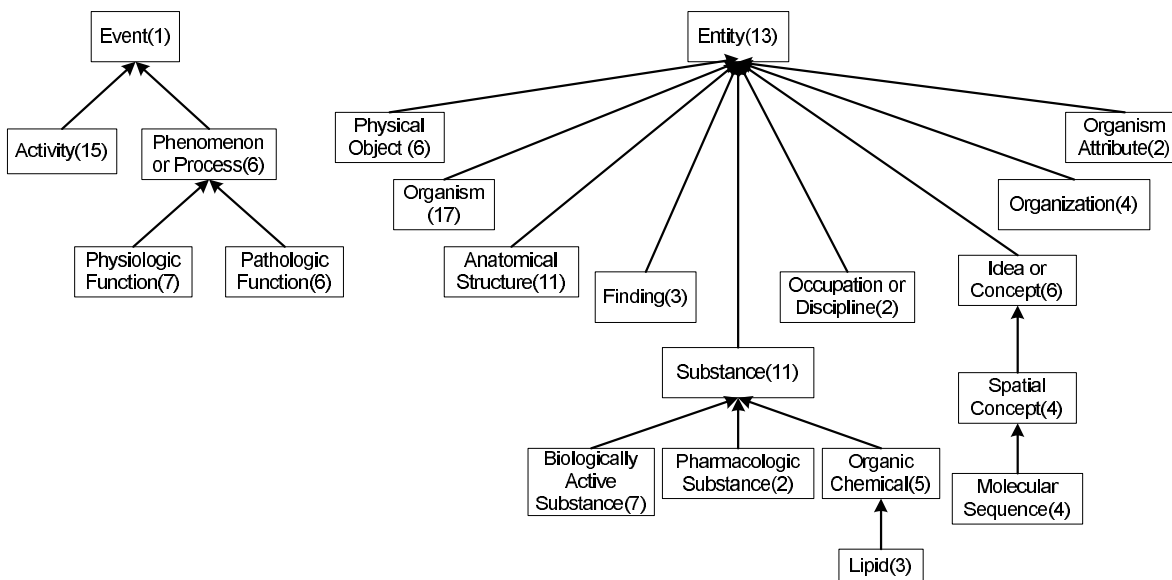 Event(1)
Entity(13)
Activity(15)
Phenomenon
or Process(6)
Physiologic
Function(7)
Pathologic
Function(6)
Physical
Object (6)
Organism
(17)
Anatomical
Structure(11)
Finding(3)
Occupation or
Discipline(2)
Organism
Attribute(2)
Organization(4)
Idea or
Concept(6)
Substance(11)
Spatial
Concept(4)
Biologically
Active
Substance(7)
Pharmacologic
Substance(2)
Organic
Chemical(5)
Molecular
Sequence(4)
Lipid(3)